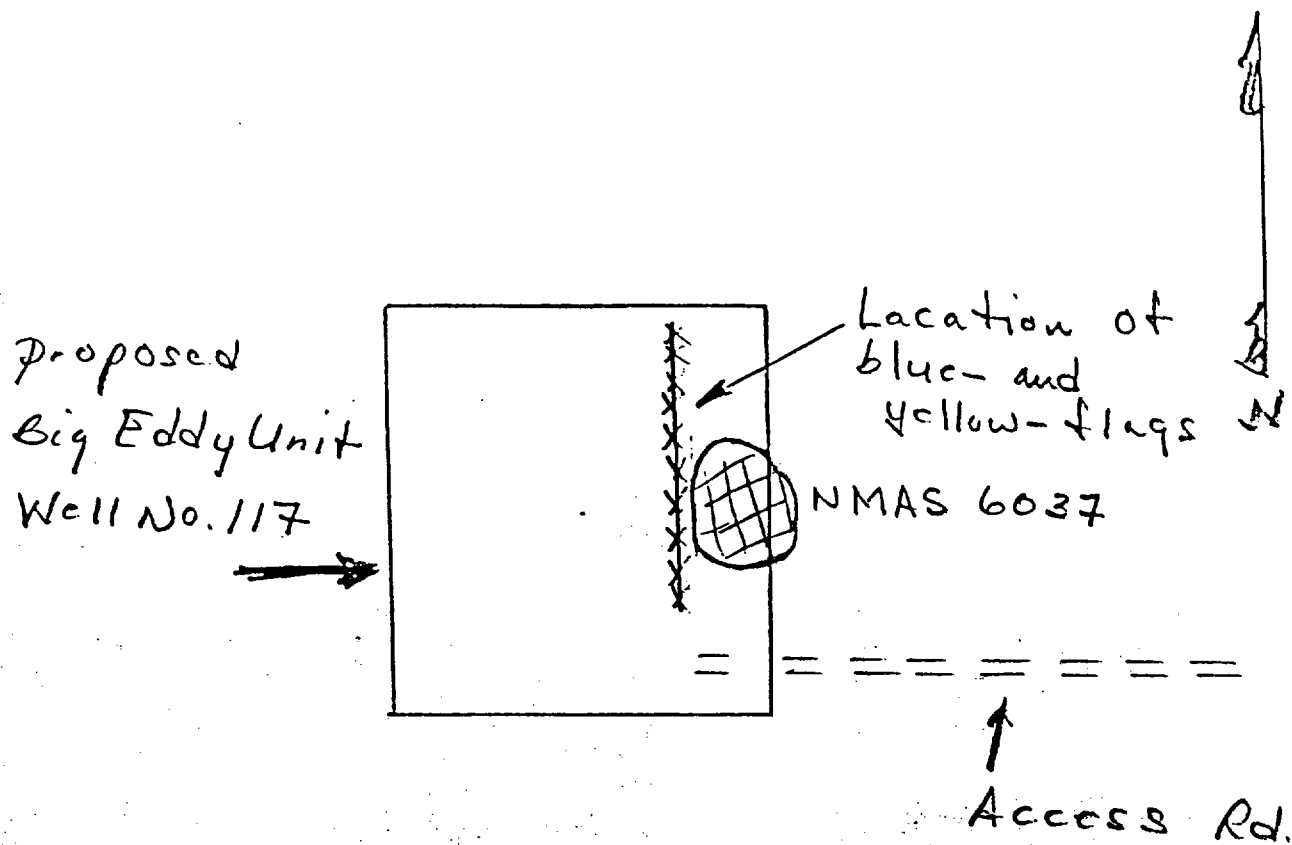 Proposed
Big Eddy Unit
Well No. 117
Lacation of
blue- and
yellow-flags
N
NMAS 6037
Access Rd.